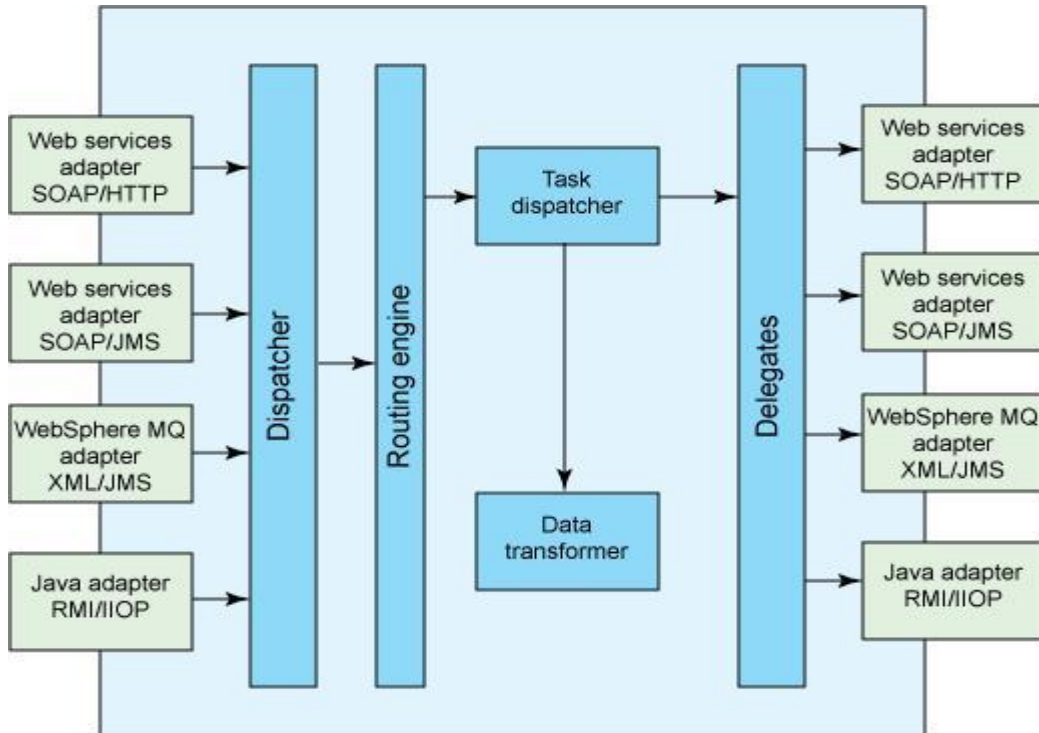 Web services
adapter
SOAP/HTTP
Web services
adapter
SOAP/JMS
WebSphere MQ
adapter
XML/JMS
Java adapter
RMI/IIOP
Dispatcher
Routing engine
Task
dispatcher
Data
transformer
Delegates
Web services
adapter
SOAP/HTTP
Web services
adapter
SOAP/JMS
WebSphere MQ
adapter
XML/JMS
Java adapter
RMI/IIOP